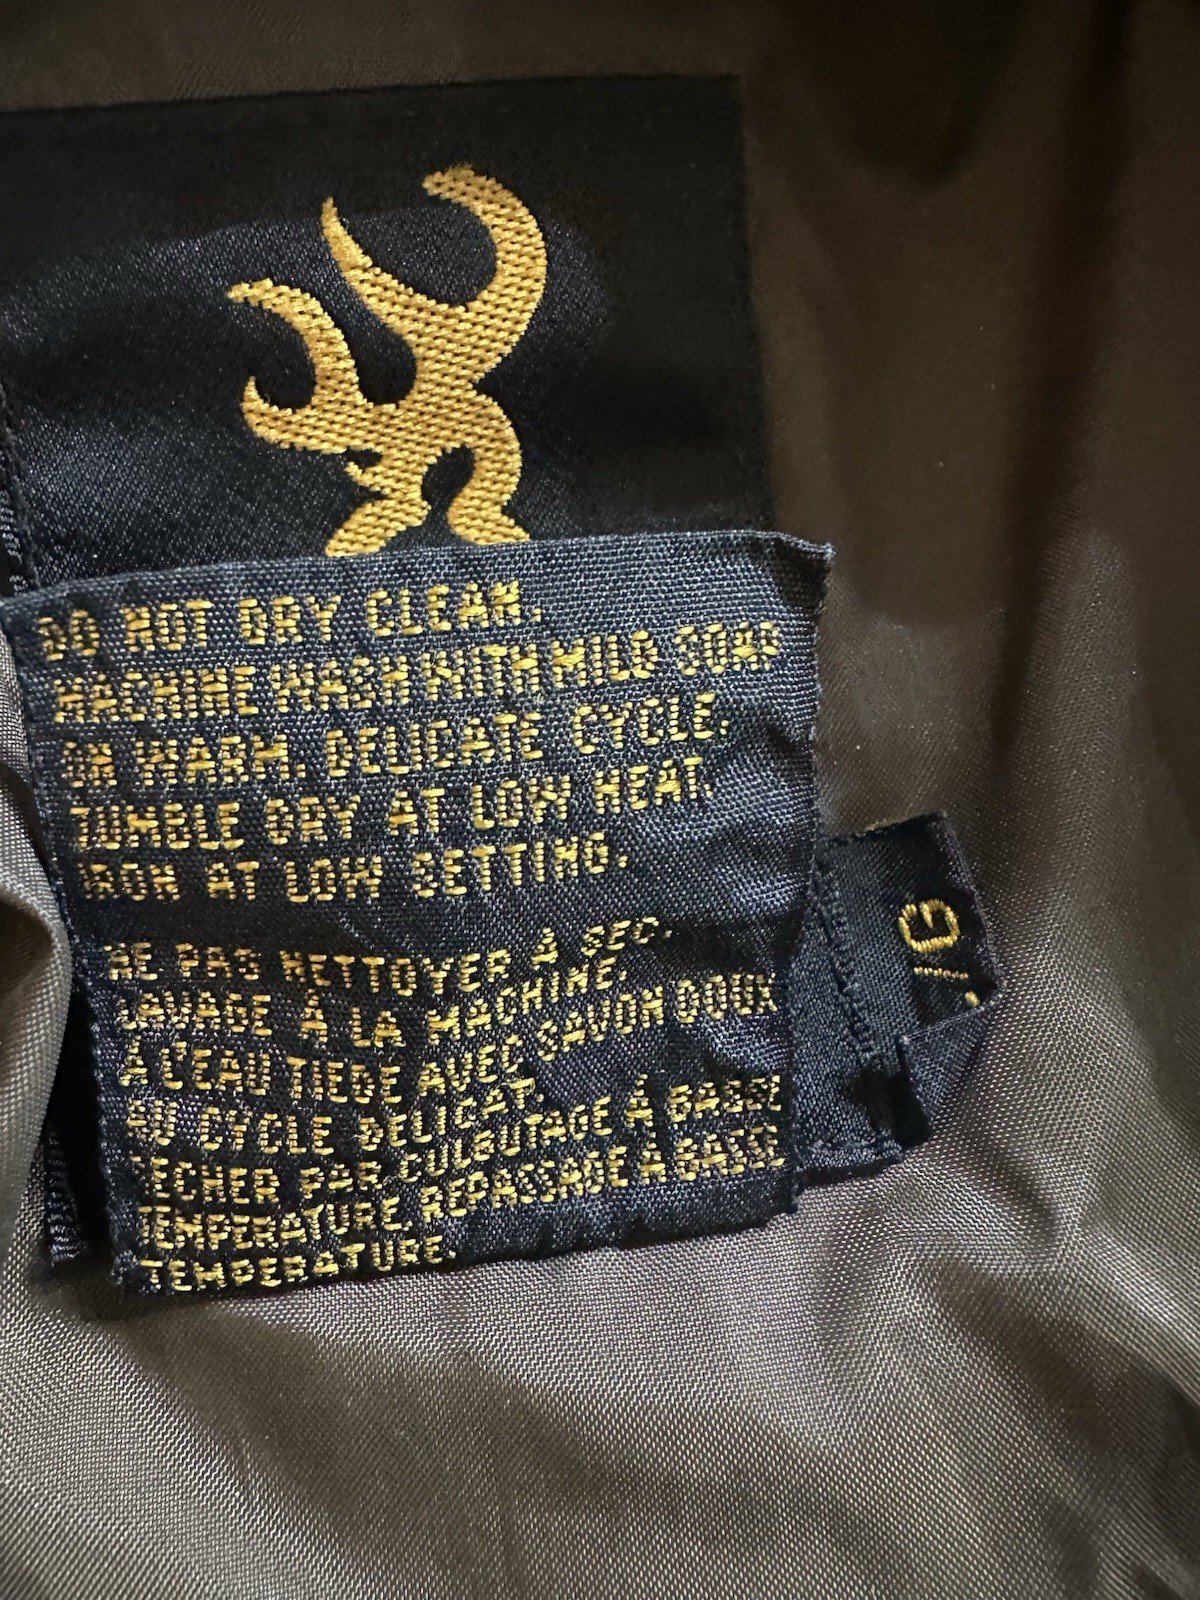 DO NOT DRY CLEAN.
MACHINE WASH WITH MILD SOAP
ON WARM. DELICATE CYCLE.
TUMBLE DRY AT LOW HEAT.
IRON AT LOW SETTING.
NE PAS NETTOYER À SEC.
LAVAGE À LA MACHINE.
À L'EAU TIEDE AVEC SAVON DOUX
AU CYCLE DELICAT.
SECHER PAR CULBUTAGE À BASSE
TEMPERATURE. REPASSAGE À BASSE
TEMPERATURE.
/G